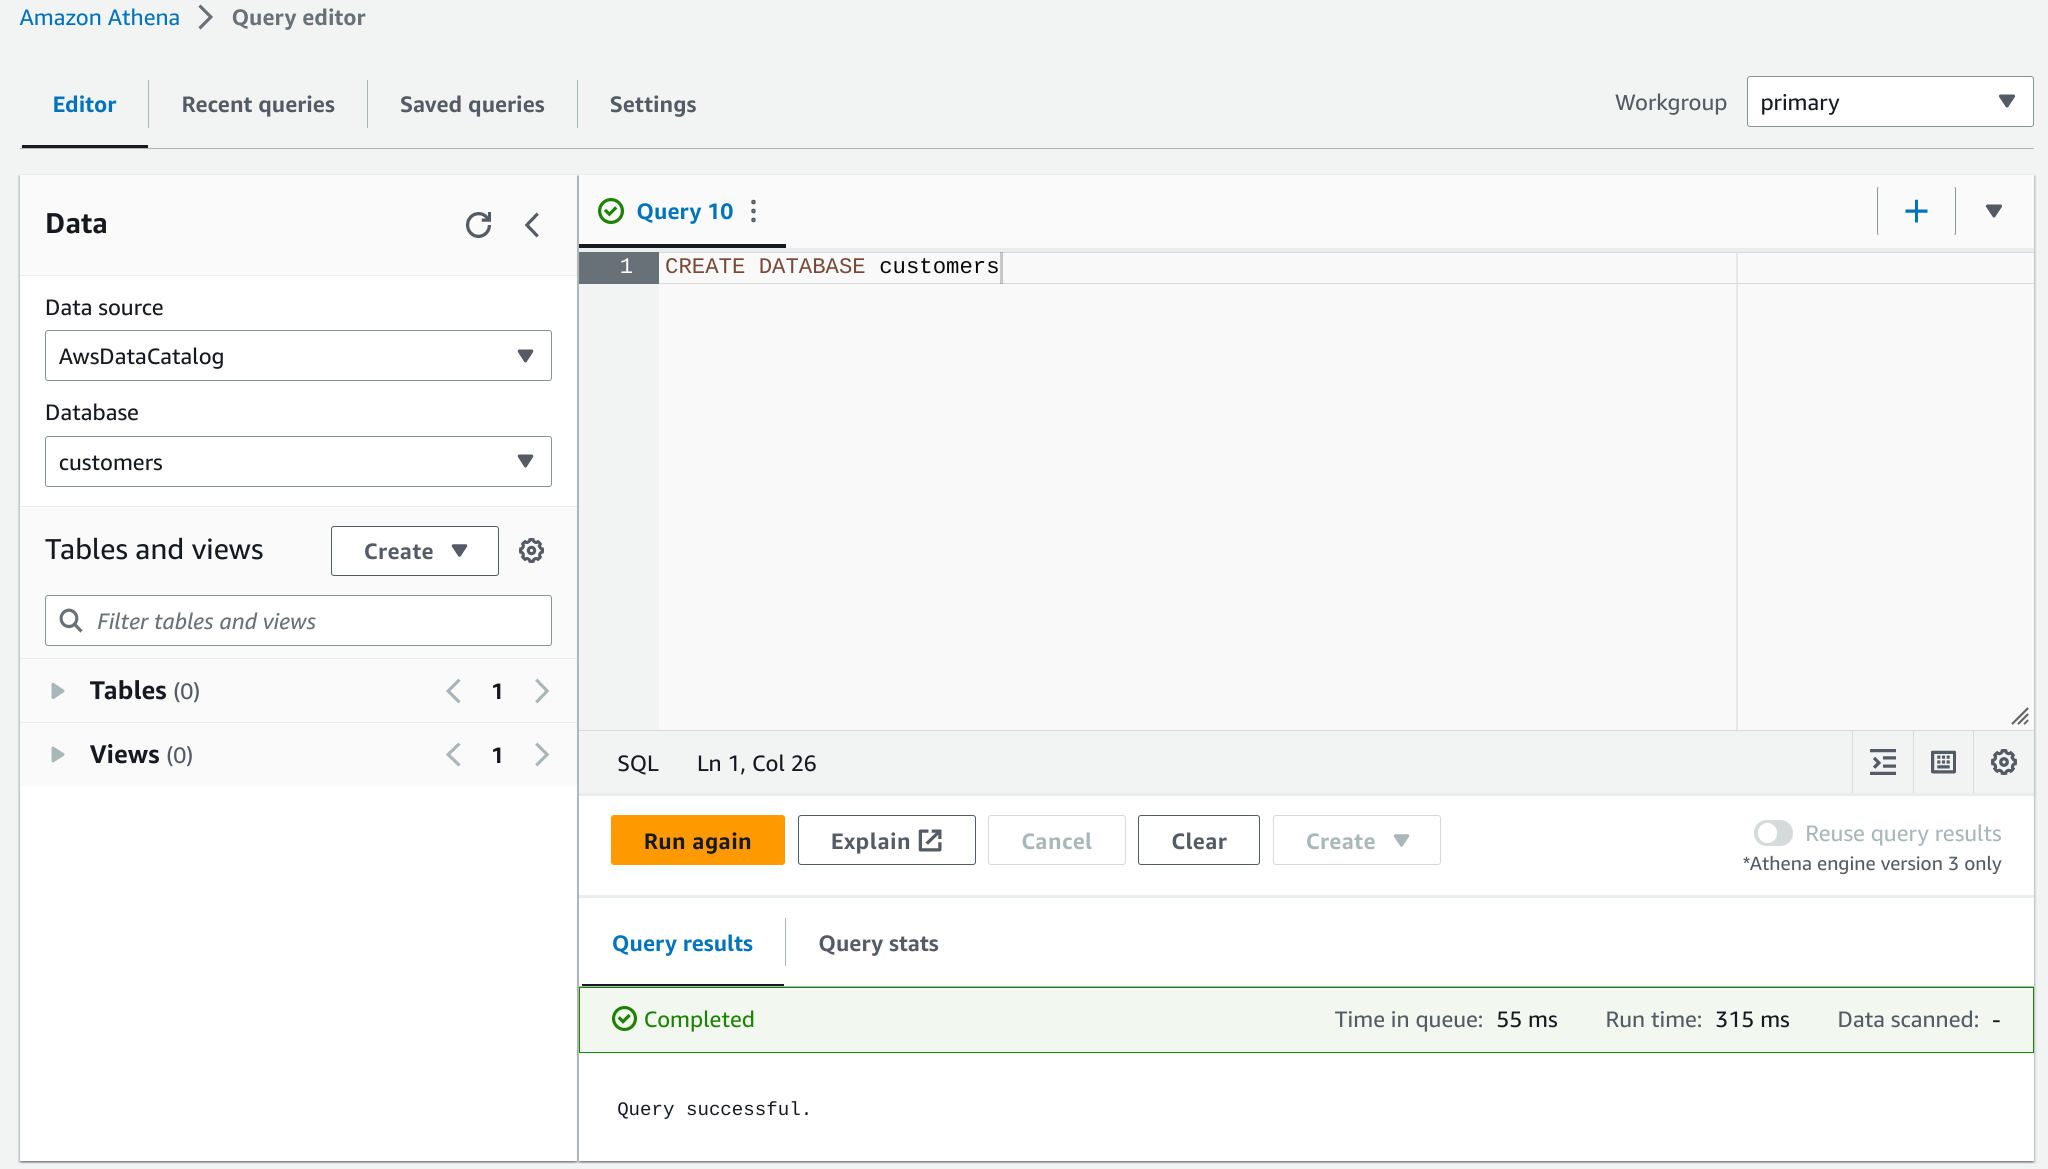 Amazon Athena > Query editor
Editor Recent queries Saved queries Settings Workgroup primary
Data
Data source
AwsDataCatalog
Database
customers
Tables and views Create
Filter tables and views
Tables (0) 1
Views (0) 1
Query 10
1 CREATE DATABASE customers
SQL Ln 1, Col 26
Run again Explain Cancel Clear Create Reuse query results
*Athena engine version 3 only
Query results Query stats
Completed Time in queue: 55 ms Run time: 315 ms Data scanned: -
Query successful.